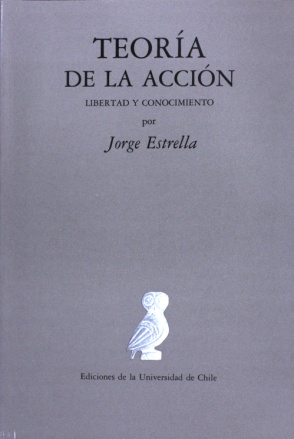 TEORÍA
DE LA ACCIÓN
LIBERTAD Y CONOCIMIENTO
por
Jorge Estrella
Ediciones de la Universidad de Chile